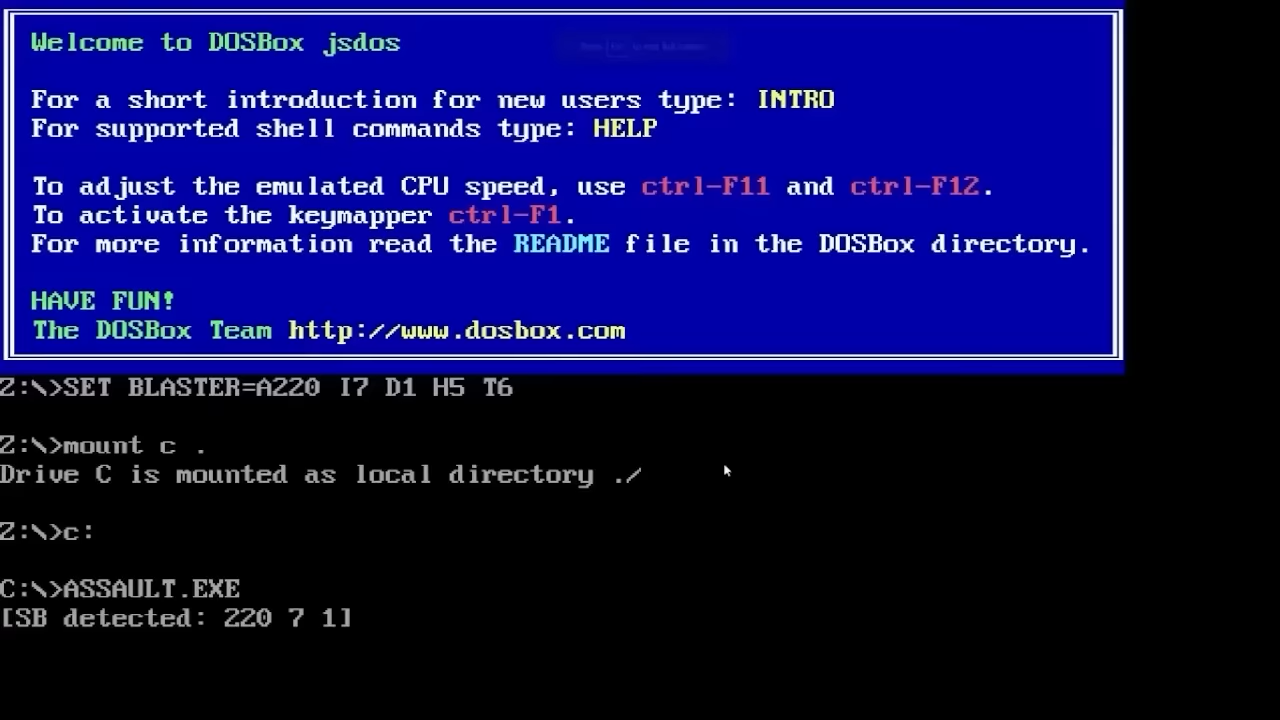 Welcome to DOSBox jsdos
For a short introduction for new users type: INTRO
For supported shell commands type: HELP
To adjust the emulated CPU speed, use ctrl-F11 and ctrl-F12.
To activate the keymapper ctrl-F1.
For more information read the README file in the DOSBox directory.
HAVE FUN!
The DOSBox Team http://www.dosbox.com
Z:\>SET BLASTER=A220 I7 D1 H5 T6
Z:\>mount c .
Drive C is mounted as local directory ./
Z:\>c:
C:\>ASSAULT.EXE
[SB detected: 220 7 1]